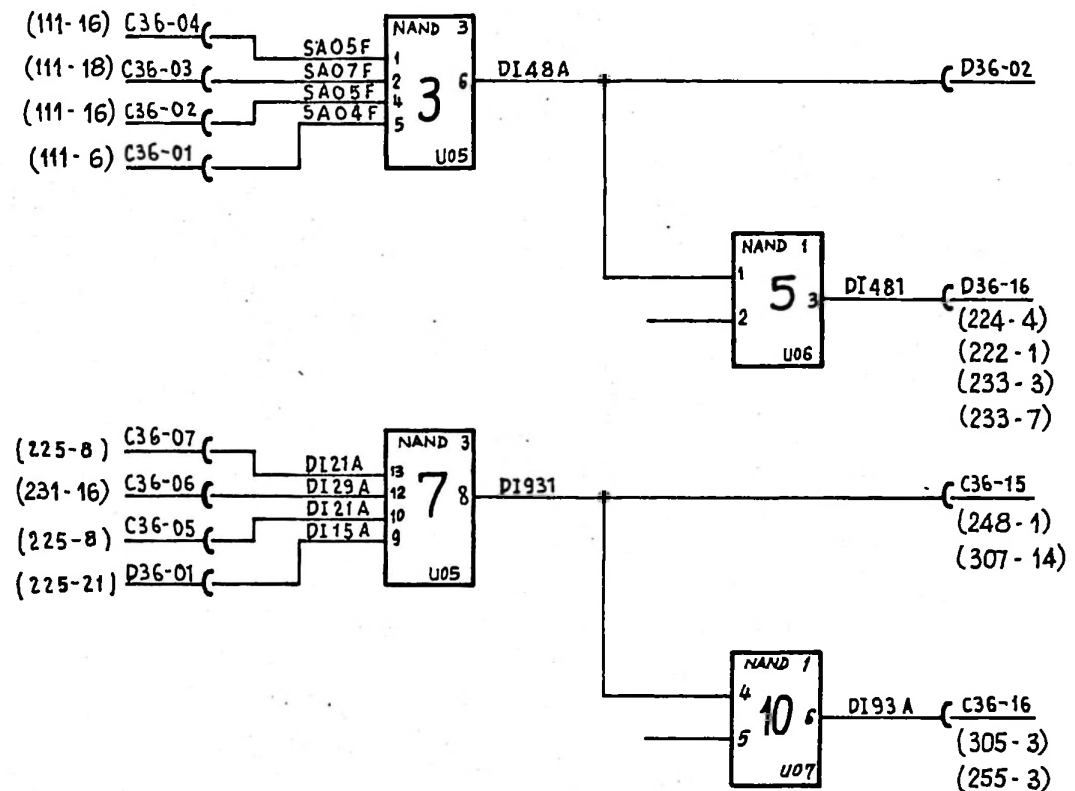 (111-16) C36-04
NAND 3
SA05F
1
(111-18) C36-03
SA07F
2
3
6
DI48A
D36-02
(111-16) C36-02
SA05F
4
SA04F
5
(111-6) C36-01
U05
NAND 1
1
5
3
DI481
D36-16
2
(224-4)
U06
(222-1)
(233-3)
(233-7)
(225-8) C36-07
NAND 3
DI21A
13
(231-16) C36-06
DI29A
12
7
8
DI931
C36-15
(225-8) C36-05
DI21A
10
(248-1)
DI15A
9
(307-14)
(225-21) D36-01
U05
NAND 1
4
10
6
DI93A
C36-16
5
(305-3)
U07
(255-3)